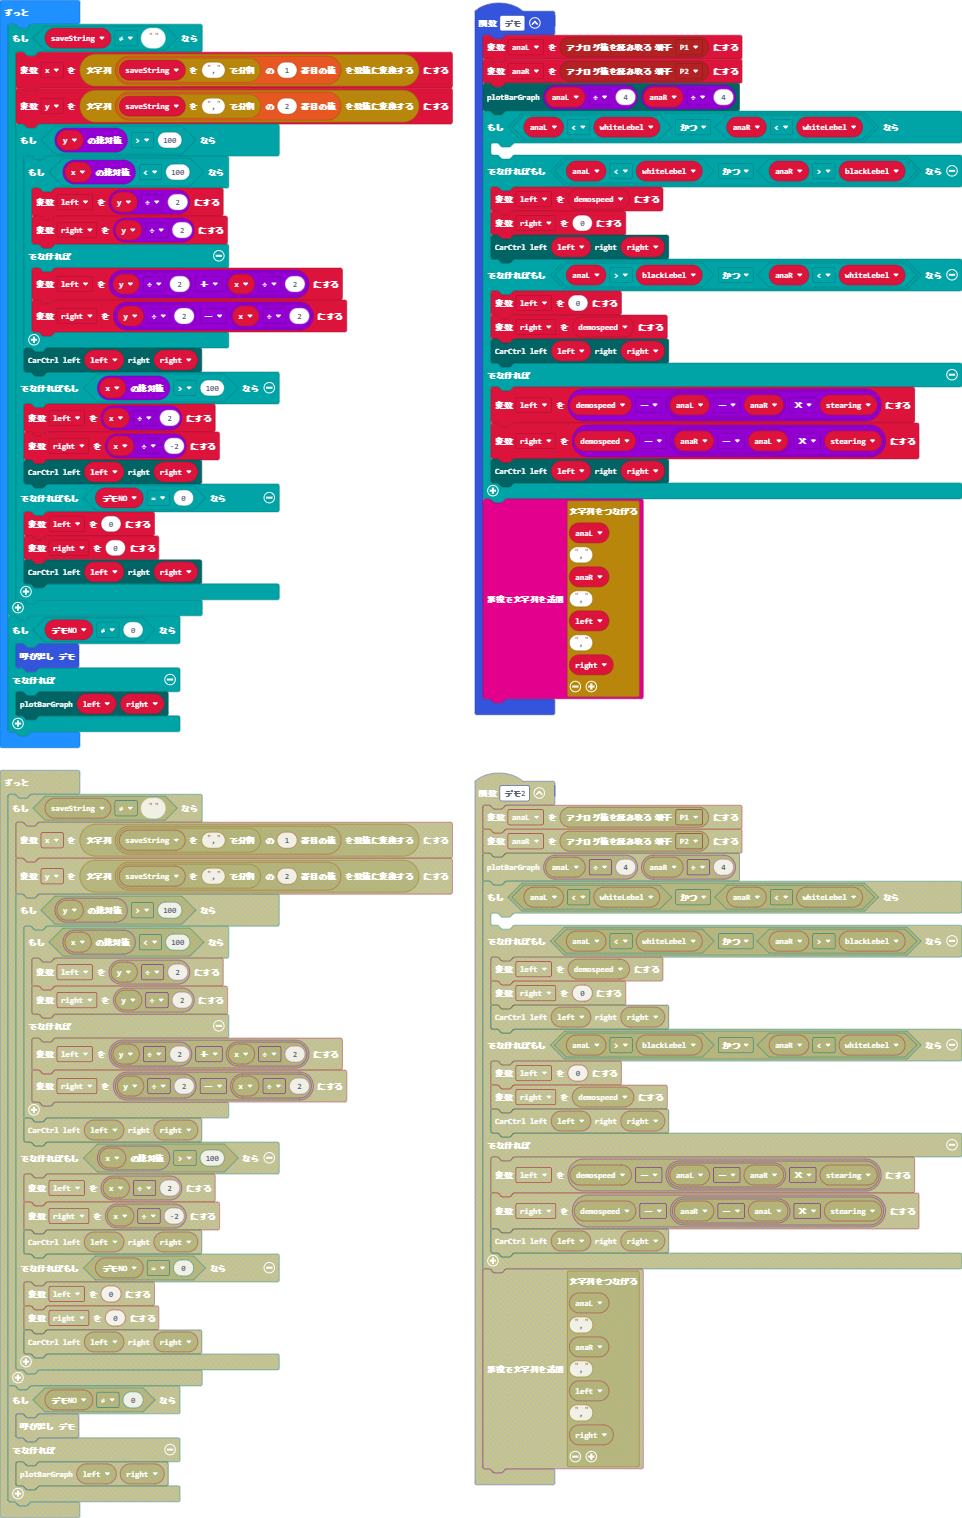 ずっと
もし saveString ≠ " " なら
変数 x を 文字列 saveString を "," で分割 の 1 番目の値 を数値に変換する にする
変数 y を 文字列 saveString を "," で分割 の 2 番目の値 を数値に変換する にする
もし y の絶対値 > 100 なら
もし x の絶対値 < 100 なら
変数 left を y ÷ 2 にする
変数 right を y ÷ 2 にする
でなければ
変数 left を y ÷ 2 + x ÷ 2 にする
変数 right を y ÷ 2 - x ÷ 2 にする
CarCtrl left left right right
でなければもし x の絶対値 > 100 なら
変数 left を x ÷ 2 にする
変数 right を x ÷ -2 にする
CarCtrl left left right right
でなければもし デモNO = 0 なら
変数 left を 0 にする
変数 right を 0 にする
CarCtrl left left right right
もし デモNO ≠ 0 なら
呼び出し デモ
でなければ
plotBarGraph left right
関数 デモ
変数 anaL を アナログ値を読み取る 端子 P1 にする
変数 anaR を アナログ値を読み取る 端子 P2 にする
plotBarGraph anaL ÷ 4 anaR ÷ 4
もし anaL < whiteLebel かつ anaR < whiteLebel なら
でなければもし anaL < whiteLebel かつ anaR > blackLebel なら
変数 left を demospeed にする
変数 right を 0 にする
CarCtrl left left right right
でなければもし anaL > blackLebel かつ anaR < whiteLebel なら
変数 left を 0 にする
変数 right を demospeed にする
CarCtrl left left right right
でなければ
変数 left を demospeed - anaL - anaR × stearing にする
変数 right を demospeed - anaR - anaL × stearing にする
CarCtrl left left right right
無線で文字列を送信 文字列をつなげる
anaL
","
anaR
","
left
","
right
ずっと
もし saveString ≠ " " なら
変数 x を 文字列 saveString を "," で分割 の 1 番目の値 を数値に変換する にする
変数 y を 文字列 saveString を "," で分割 の 2 番目の値 を数値に変換する にする
もし y の絶対値 > 100 なら
もし x の絶対値 < 100 なら
変数 left を y ÷ 2 にする
変数 right を y ÷ 2 にする
でなければ
変数 left を y ÷ 2 + x ÷ 2 にする
変数 right を y ÷ 2 - x ÷ 2 にする
CarCtrl left left right right
でなければもし x の絶対値 > 100 なら
変数 left を x ÷ 2 にする
変数 right を x ÷ -2 にする
CarCtrl left left right right
でなければもし デモNO = 0 なら
変数 left を 0 にする
変数 right を 0 にする
CarCtrl left left right right
もし デモNO ≠ 0 なら
呼び出し デモ
でなければ
plotBarGraph left right
関数 デモ2
変数 anaL を アナログ値を読み取る 端子 P1 にする
変数 anaR を アナログ値を読み取る 端子 P2 にする
plotBarGraph anaL ÷ 4 anaR ÷ 4
もし anaL < whiteLebel かつ anaR < whiteLebel なら
でなければもし anaL < whiteLebel かつ anaR > blackLebel なら
変数 left を demospeed にする
変数 right を 0 にする
CarCtrl left left right right
でなければもし anaL > blackLebel かつ anaR < whiteLebel なら
変数 left を 0 にする
変数 right を demospeed にする
CarCtrl left left right right
でなければ
変数 left を demospeed - anaL - anaR × stearing にする
変数 right を demospeed - anaR - anaL × stearing にする
CarCtrl left left right right
無線で文字列を送信 文字列をつなげる
anaL
","
anaR
","
left
","
right